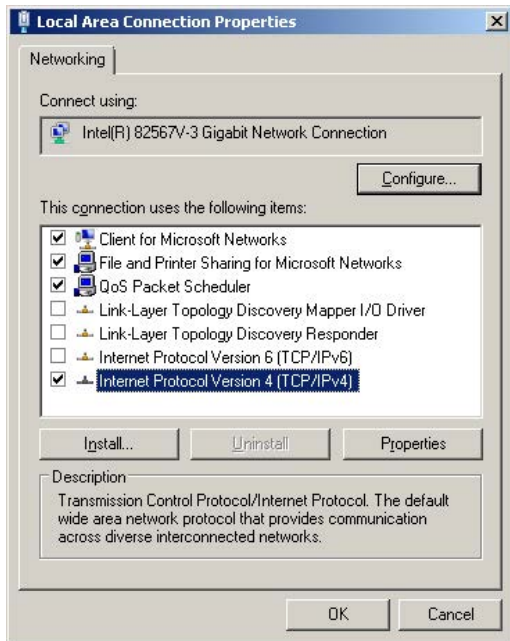 Local Area Connection Properties
Networking
Connect using:
Intel(R) 82567V-3 Gigabit Network Connection
Configure...
This connection uses the following items:
Client for Microsoft Networks
File and Printer Sharing for Microsoft Networks
QoS Packet Scheduler
Link-Layer Topology Discovery Mapper I/O Driver
Link-Layer Topology Discovery Responder
Internet Protocol Version 6 (TCP/IPv6)
Internet Protocol Version 4 (TCP/IPv4)
Install...
Uninstall
Properties
Description
Transmission Control Protocol/Internet Protocol. The default
wide area network protocol that provides communication
across diverse interconnected networks.
OK
Cancel